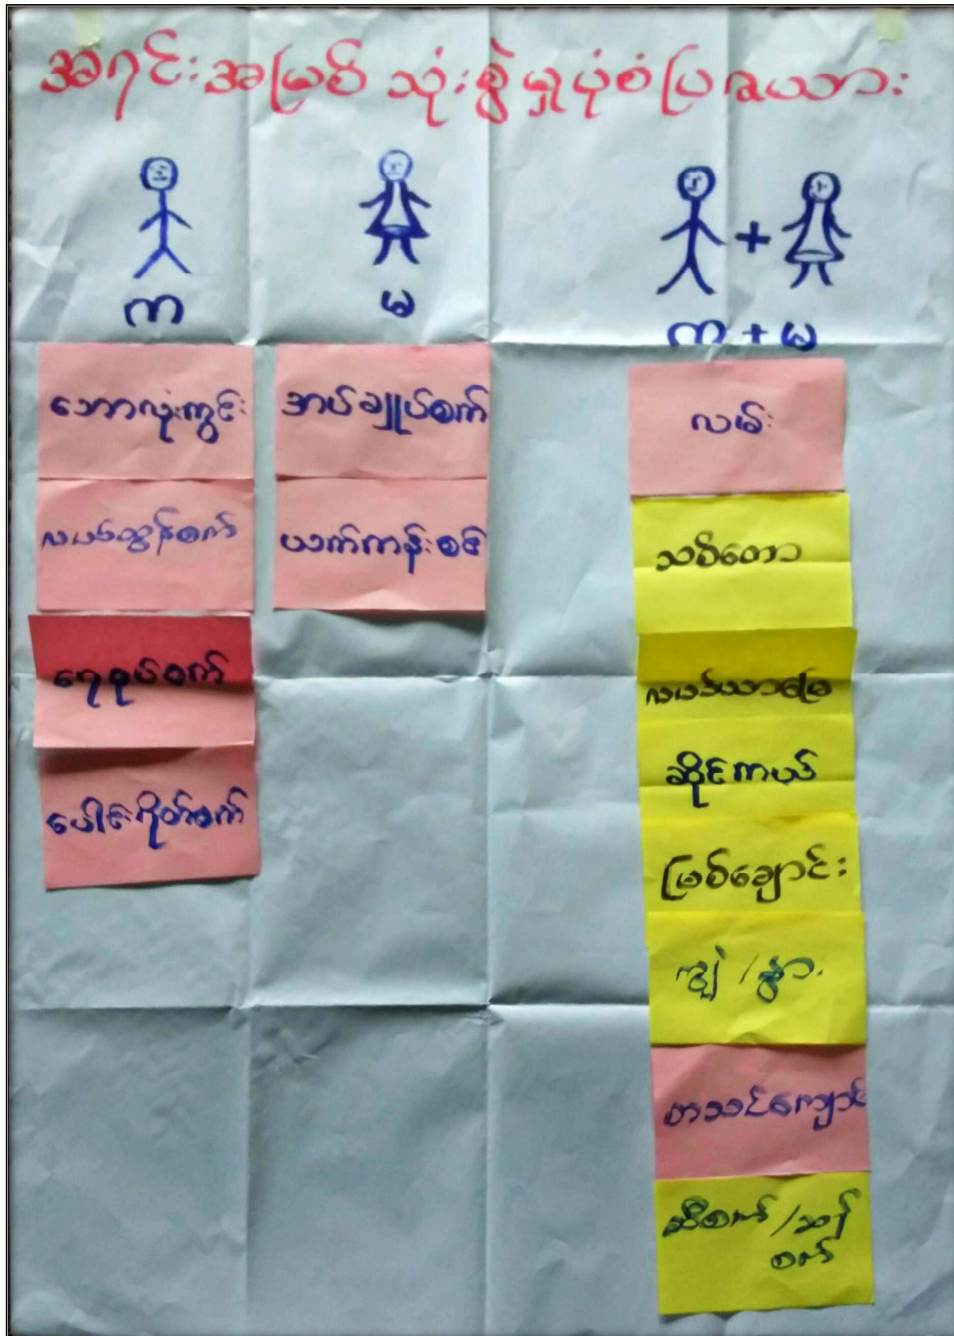 အရင်းအမြစ် သုံးစွဲမှုပုံစံပြဇယား
ကျ
မ
ကျ + မ
ဘောလုံးကွင်း
လယ်ထွန်စက်
ရေစုပ်စက်
ပေါင်းရိုတ်စက်
အပ်ချုပ်စက်
ယက်ကန်းစင်
လမ်း
သစ်တော
လယ်ယာမြေ
ဆိုင်ကယ်
မြစ်ချောင်း
ကျွဲ / နွား
စာသင်ကျောင်း
ဆီစက် / ဆန်
စက်